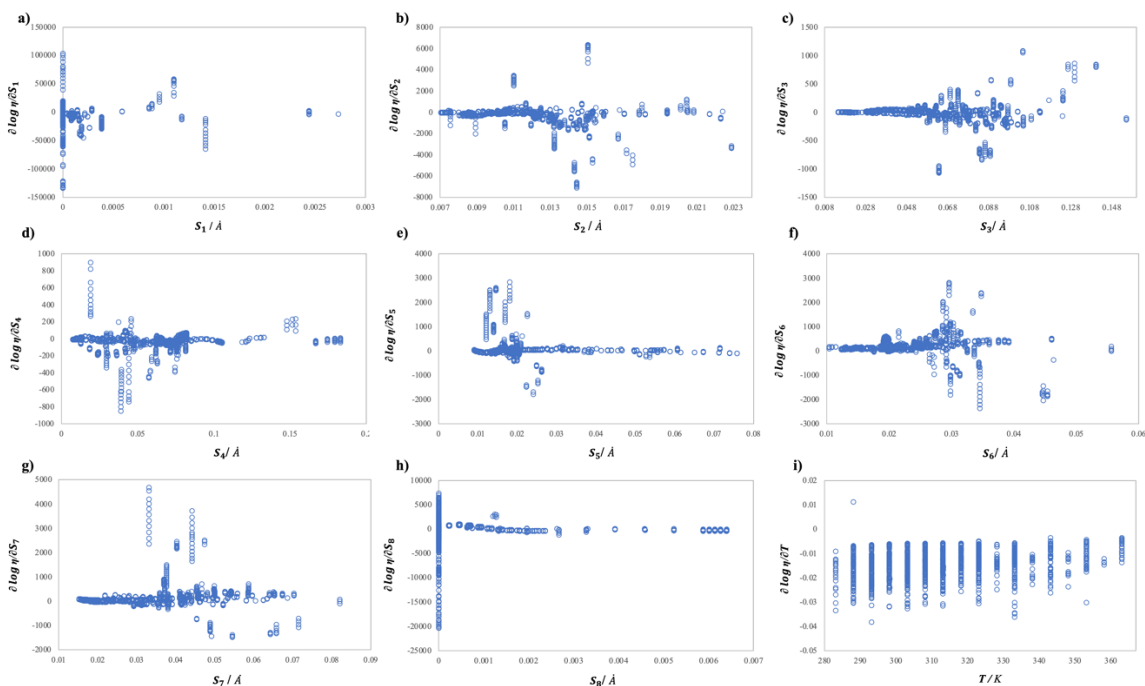 a)
150000
100000
50000
0
-50000
-100000
-150000
∂ log η/∂S1
0 0.0005 0.001 0.0015 0.002 0.0025 0.003
S1/ Å
b)
8000
6000
4000
2000
0
-2000
-4000
-6000
8000
∂ log η/∂S2
0.007 0.009 0.011 0.013 0.015 0.017 0.019 0.021 0.023
S2/ Å
c)
1500
1000
500
0
-500
-1000
-1500
∂ log η/∂S3
0.008 0.028 0.048 0.068 0.088 0.108 0.128 0.148
S3/ Å
d)
1000
800
600
400
200
0
-200
-400
-600
-800
-1000
∂ log η/∂S4
0 0.05 0.1 0.15 0.2
S4/ Å
e)
4000
3000
2000
1000
0
-1000
-2000
-3000
∂ log η/∂S5
0 0.01 0.02 0.03 0.04 0.05 0.06 0.07 0.08
S5/ Å
f)
4000
3000
2000
1000
0
-1000
-2000
-3000
∂ log η/∂S6
0.01 0.02 0.03 0.04 0.05 0.06
S6/ Å
g)
5000
4000
3000
2000
1000
0
-1000
-2000
∂ log η/∂S7
0.01 0.02 0.03 0.04 0.05 0.06 0.07 0.08 0.09
S7/ Å
h)
10000
5000
0
-5000
-10000
-15000
-20000
-25000
∂ log η/∂S8
0 0.001 0.002 0.003 0.004 0.005 0.006 0.007
S8/ Å
i)
0.02
0.01
0
-0.01
-0.02
-0.03
-0.04
-0.05
∂ log η/∂T
280 290 300 310 320 330 340 350 360
T / K